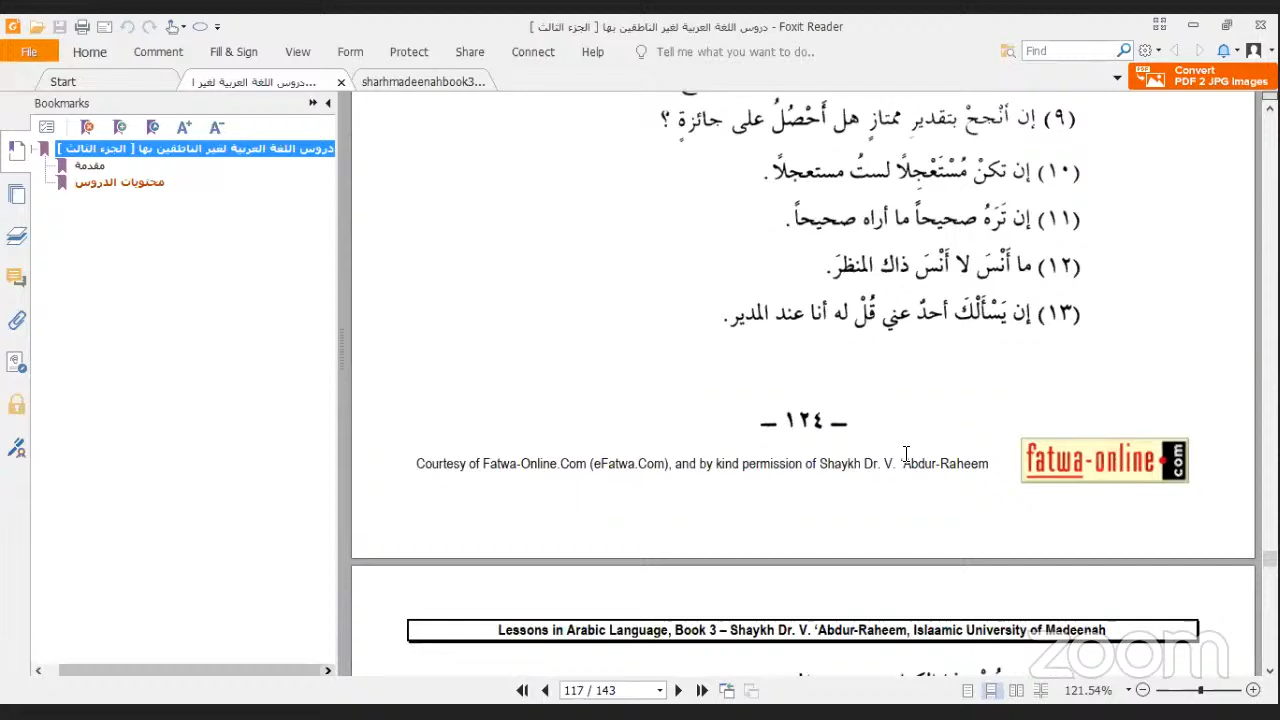 دروس اللغة العربية لغير الناطقين بها [ الجزء الثالث ] - Foxit Reader
File Home Comment Fill & Sign View Form Protect Share Connect Help Tell me what you want to do.. Find
Start دروس اللغة العربية لغير ا... sharhmadeenah\book3...
Convert
PDF 2 JPG Images
Bookmarks
دروس اللغة العربية لغير الناطقين بها [ الجزء الثالث ]
مقدمة
محتويات الدروس
(٩) إن أَنْجحْ بتقديرِ ممتازٍ هل أَحْصُلُ على جائزةٍ ؟
(١٠) إن تكنْ مُسْتَعْجِلاً لستُ مستعجلاً.
(١١) إن تَرَهُ صحيحاً ما أراه صحيحاً.
(١٢) ما أَنْسَ لا أَنْسَ ذاك المنظرَ.
(١٣) إن يَسْأَلْكَ أحدٌ عني قُلْ له أنا عند المدير.
– ١٢٤ –
Courtesy of Fatwa-Online.Com (eFatwa.Com), and by kind permission of Shaykh Dr. V. ‘Abdur-Raheem
fatwa-online.com
Lessons in Arabic Language, Book 3 – Shaykh Dr. V. ‘Abdur-Raheem, Islaamic University of Madeenah
zoom
117 / 143 121.54%